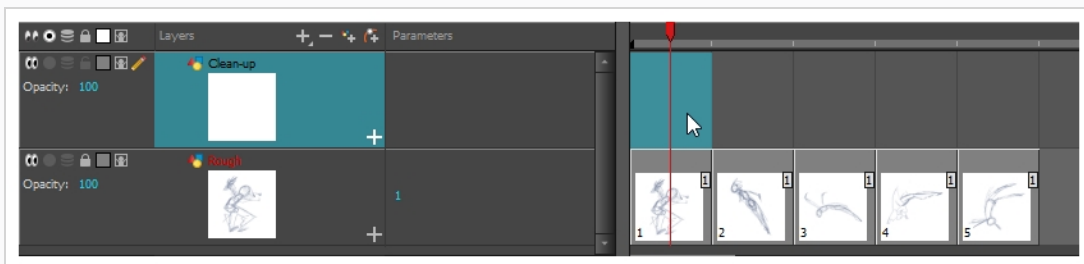 Layers Parameters
Clean-up
Opacity: 100
Rough
Opacity: 100
1
1 1 1 1 1
1 2 3 4 5